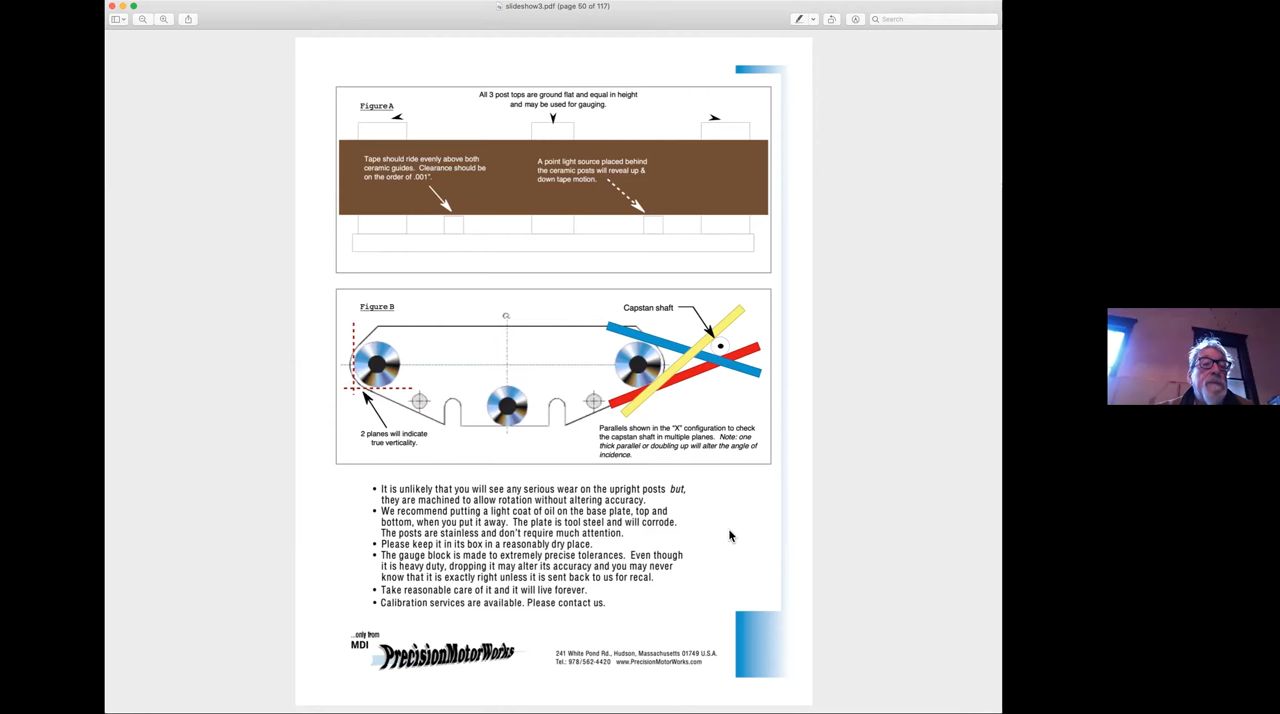 slideshow3.pdf (page 50 of 117)
Search
Figure A
All 3 post tops are ground flat and equal in height
and may be used for gauging.
Tape should ride evenly above both
ceramic guides. Clearance should be
on the order of .001".
A point light source placed behind
the ceramic posts will reveal up &
down tape motion.
Figure B
Capstan shaft
2 planes will indicate
true verticality.
Parallels shown in the "X" configuration to check
the capstan shaft in multiple planes. Note: one
thick parallel or doubling up will alter the angle of
incidence.
• It is unlikely that you will see any serious wear on the upright posts but,
they are machined to allow rotation without altering accuracy.
• We recommend putting a light coat of oil on the base plate, top and
bottom, when you put it away. The plate is tool steel and will corrode.
The posts are stainless and don't require much attention.
• Please keep it in its box in a reasonably dry place.
• The gauge block is made to extremely precise tolerances. Even though
it is heavy duty, dropping it may alter its accuracy and you may never
know that it is exactly right unless it is sent back to us for recal.
• Take reasonable care of it and it will live forever.
• Calibration services are available. Please contact us.
...only from
MDI
PrecisionMotorWorks
241 White Pond Rd., Hudson, Massachusetts 01749 U.S.A.
Tel.: 978/562-4420 www.PrecisionMotorWorks.com